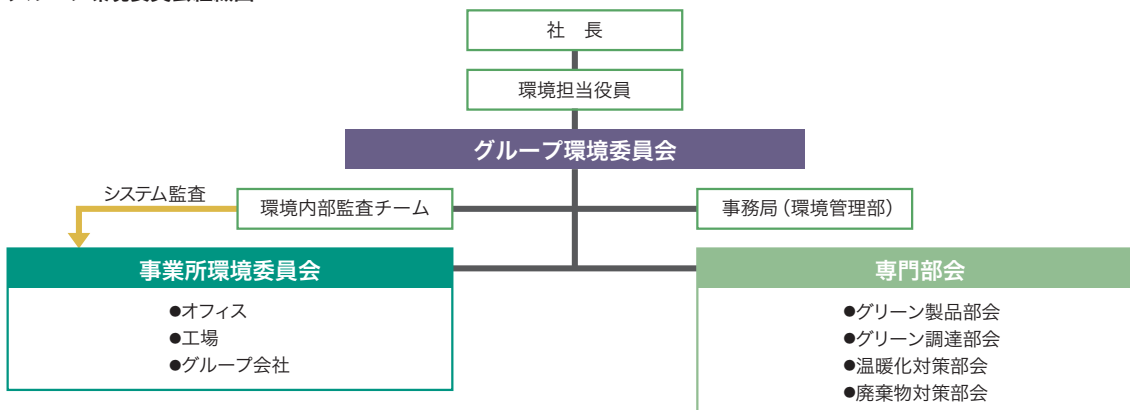 社　長
環境担当役員
グループ環境委員会
システム監査
環境内部監査チーム
事務局（環境管理部）
事業所環境委員会
●オフィス
●工場
●グループ会社
専門部会
●グリーン製品部会
●グリーン調達部会
●温暖化対策部会
●廃棄物対策部会